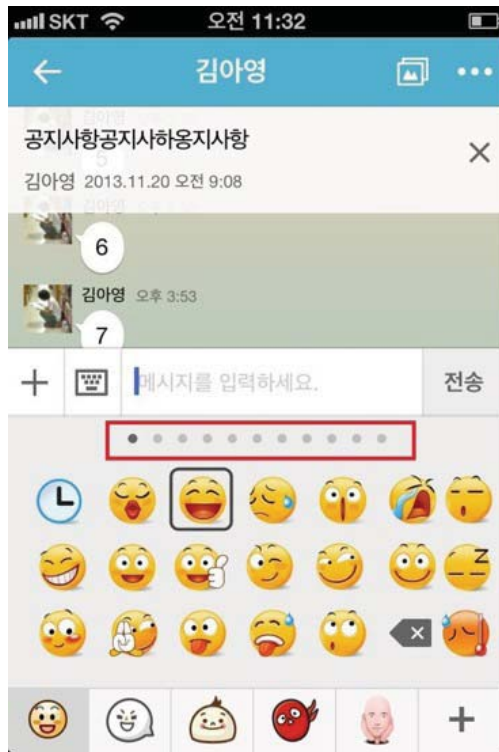 SKT 오전 11:32
김아영
공지사항공지사하옹지사항
김아영 2013.11.20 오전 9:08
6
김아영 오후 3:53
7
메시지를 입력하세요.
전송